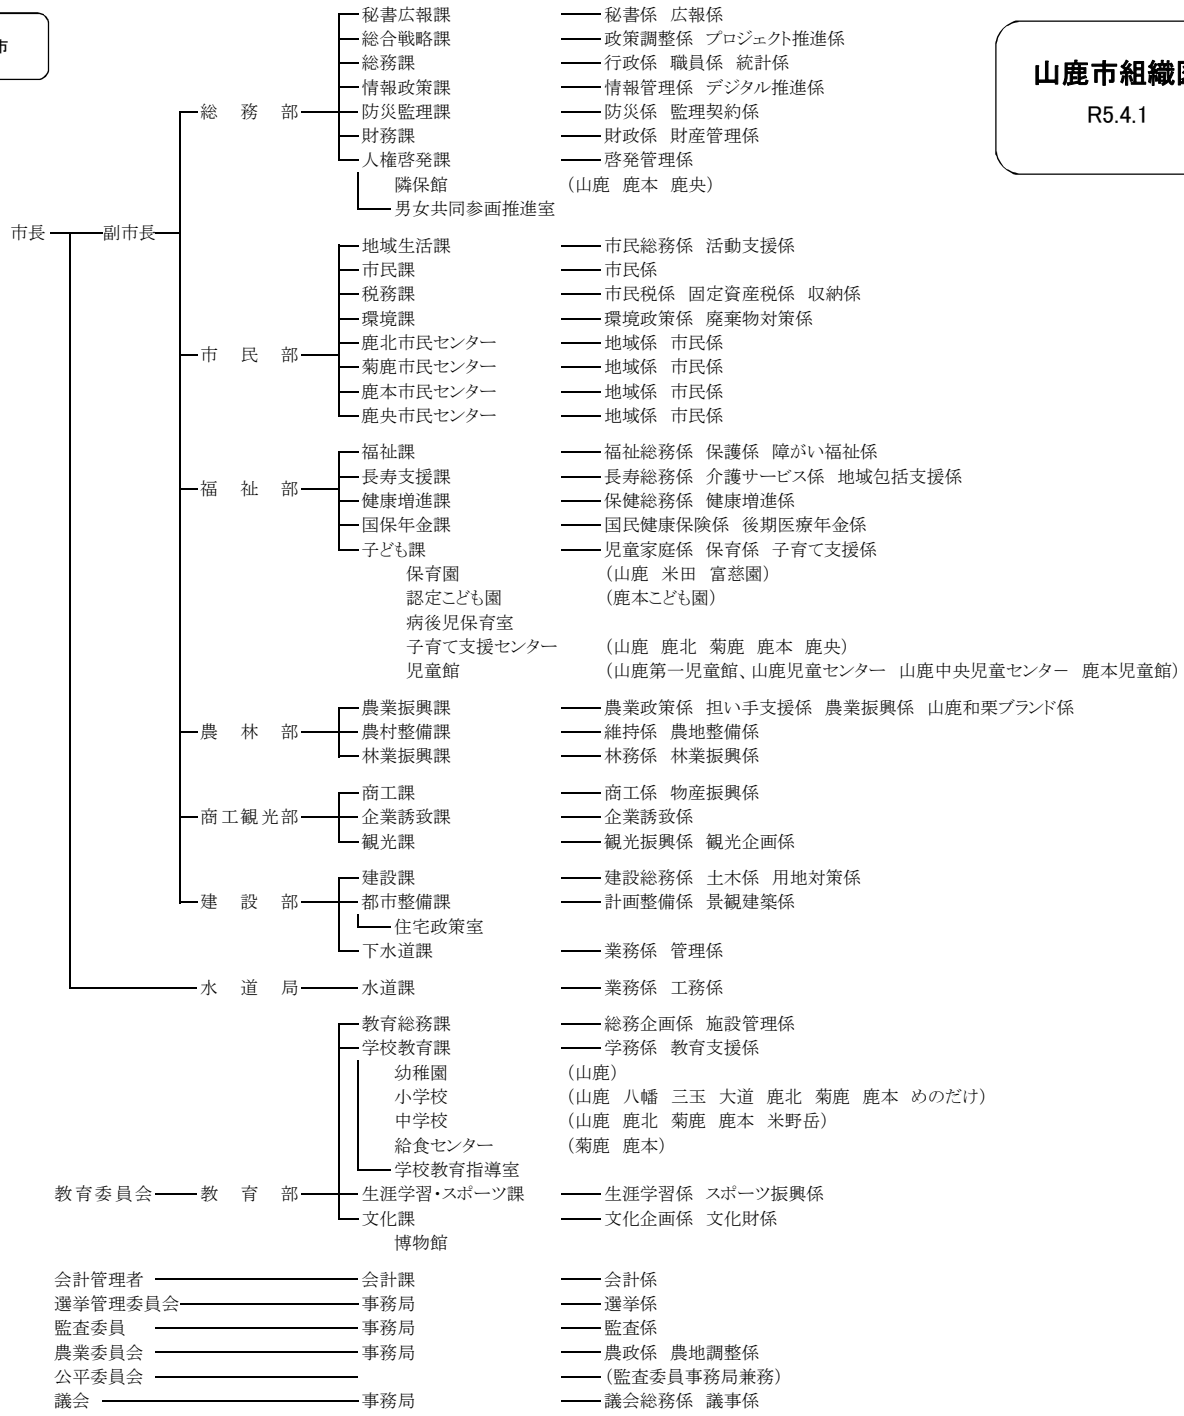 市
山鹿市組織図
R5.4.1
秘書広報課 秘書係 広報係
総合戦略課 政策調整係 プロジェクト推進係
総務課 行政係 職員係 統計係
情報政策課 情報管理係 デジタル推進係
総務部 防災監理課 防災係 監理契約係
財務課 財政係 財産管理係
人権啓発課 啓発管理係
隣保館 (山鹿 鹿本 鹿央)
男女共同参画推進室
市長 副市長
地域生活課 市民総務係 活動支援係
市民課 市民係
税務課 市民税係 固定資産税係 収納係
環境課 環境政策係 廃棄物対策係
鹿北市民センター 地域係 市民係
市民部
菊鹿市民センター 地域係 市民係
鹿本市民センター 地域係 市民係
鹿央市民センター 地域係 市民係
福祉課 福祉総務係 保護係 障がい福祉係
長寿支援課 長寿総務係 介護サービス係 地域包括支援係
福祉部
健康増進課 保健総務係 健康増進係
国保年金課 国民健康保険係 後期医療年金係
子ども課 児童家庭係 保育係 子育て支援係
保育園 (山鹿 米田 富慈園)
認定こども園 (鹿本こども園)
病後児保育室
子育て支援センター (山鹿 鹿北 菊鹿 鹿本 鹿央)
児童館 (山鹿第一児童館、山鹿児童センター 山鹿中央児童センター 鹿本児童館)
農業振興課 農業政策係 担い手支援係 農業振興係 山鹿和栗ブランド係
農林部 農村整備課 維持係 農地整備係
林業振興課 林務係 林業振興係
商工課 商工係 物産振興係
商工観光部 企業誘致課 企業誘致係
観光課 観光振興係 観光企画係
建設課 建設総務係 土木係 用地対策係
建設部 都市整備課 計画整備係 景観建築係
住宅政策室
下水道課 業務係 管理係
水道局 水道課 業務係 工務係
教育総務課 総務企画係 施設管理係
学校教育課 学務係 教育支援係
幼稚園 (山鹿)
小学校 (山鹿 八幡 三玉 大道 鹿北 菊鹿 鹿本 めのだけ)
中学校 (山鹿 鹿北 菊鹿 鹿本 米野岳)
給食センター (菊鹿 鹿本)
学校教育指導室
教育委員会 教育部 生涯学習・スポーツ課 生涯学習係 スポーツ振興係
文化課 文化企画係 文化財係
博物館
会計管理者 会計課 会計係
選挙管理委員会 事務局 選挙係
監査委員 事務局 監査係
農業委員会 事務局 農政係 農地調整係
公平委員会 (監査委員事務局兼務)
議会 事務局 議会総務係 議事係